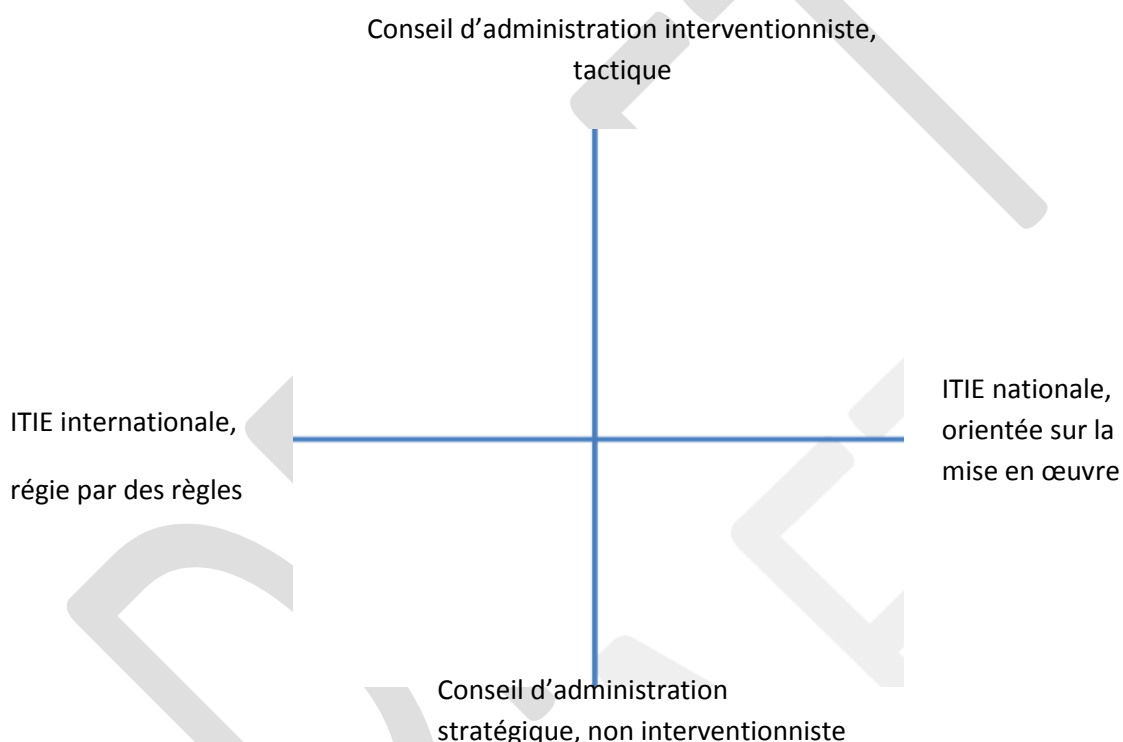 Conseil d’administration interventionniste,
tactique
ITIE internationale,
régie par des règles
ITIE nationale,
orientée sur la
mise en œuvre
Conseil d’administration
stratégique, non interventionniste